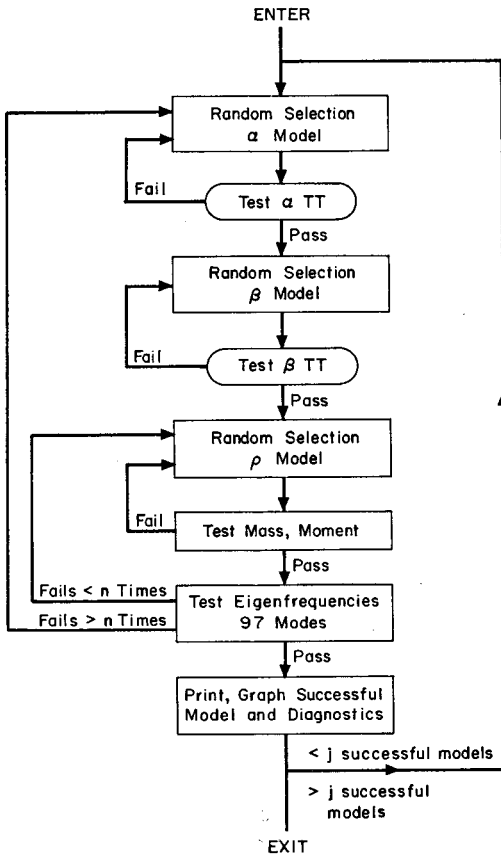 ENTER
Random Selection
α Model
Fail
Test α TT
Pass
Random Selection
β Model
Fail
Test β TT
Pass
Random Selection
ρ Model
Fail
Test Mass, Moment
Pass
Fails < n Times
Test Eigenfrequencies
Fails > n Times
97 Modes
Pass
Print, Graph Successful
Model and Diagnostics
< j successful models
> j successful
models
EXIT